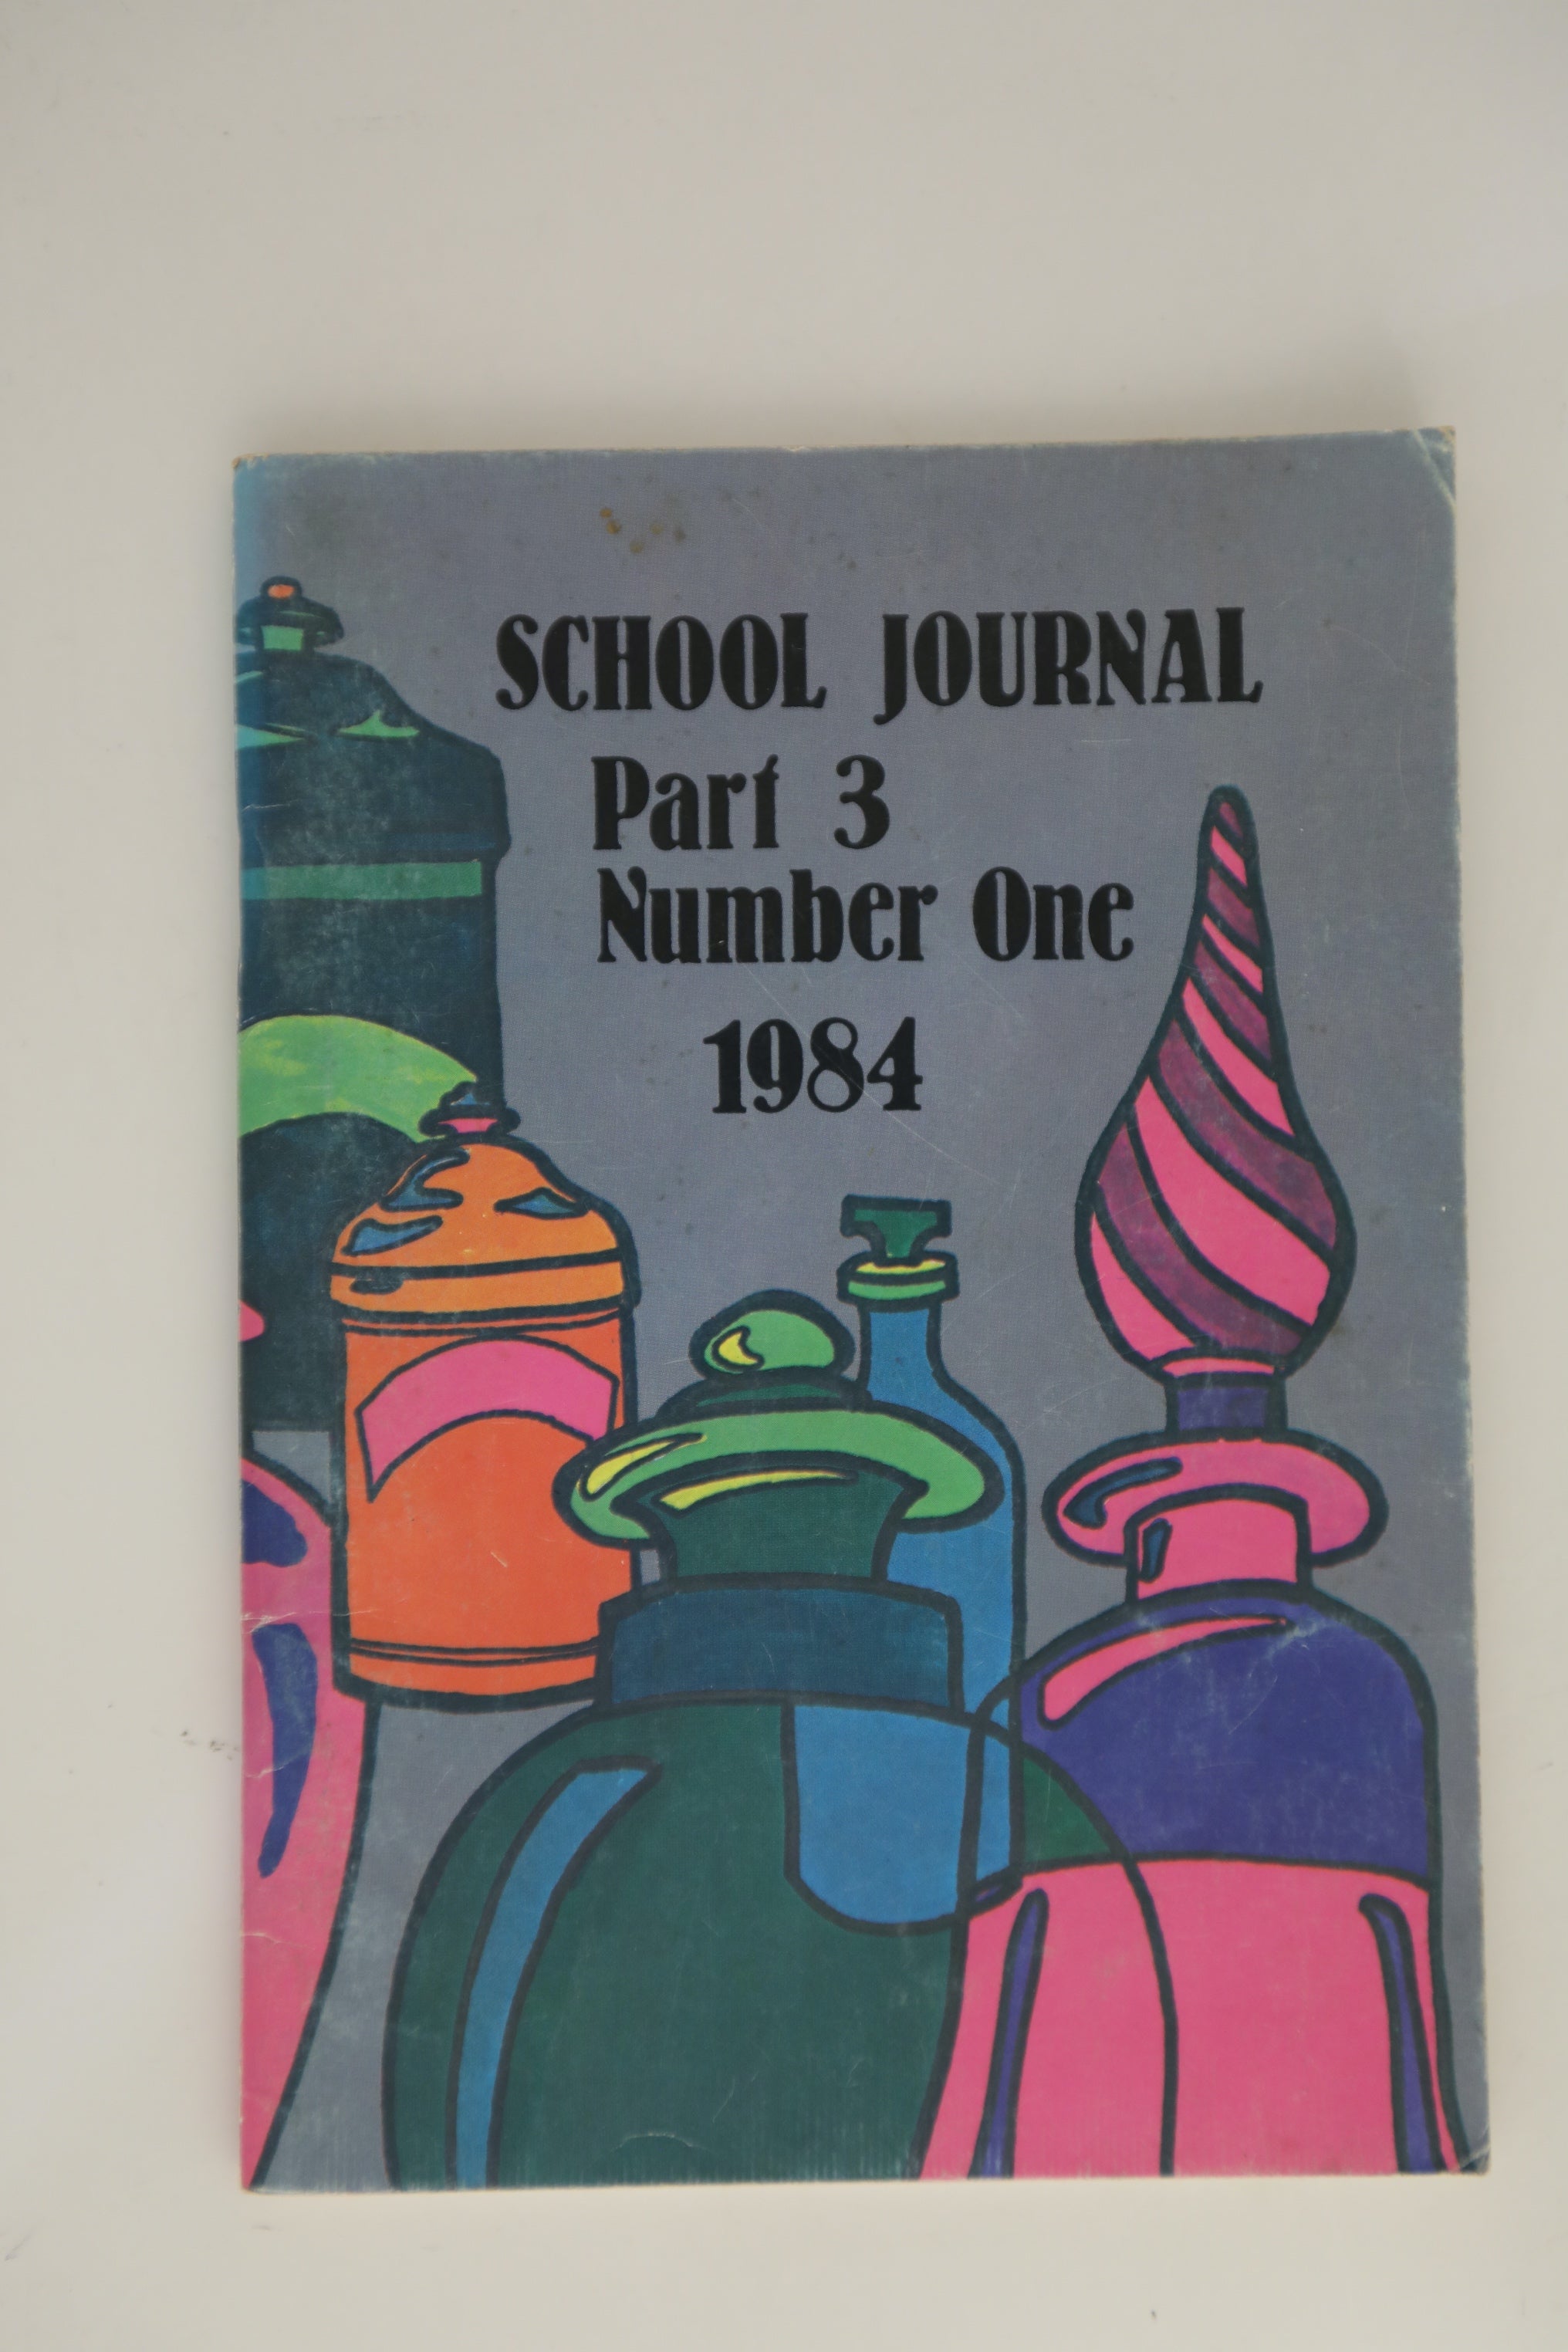 SCHOOL JOURNAL
Part 3
Number One
1984